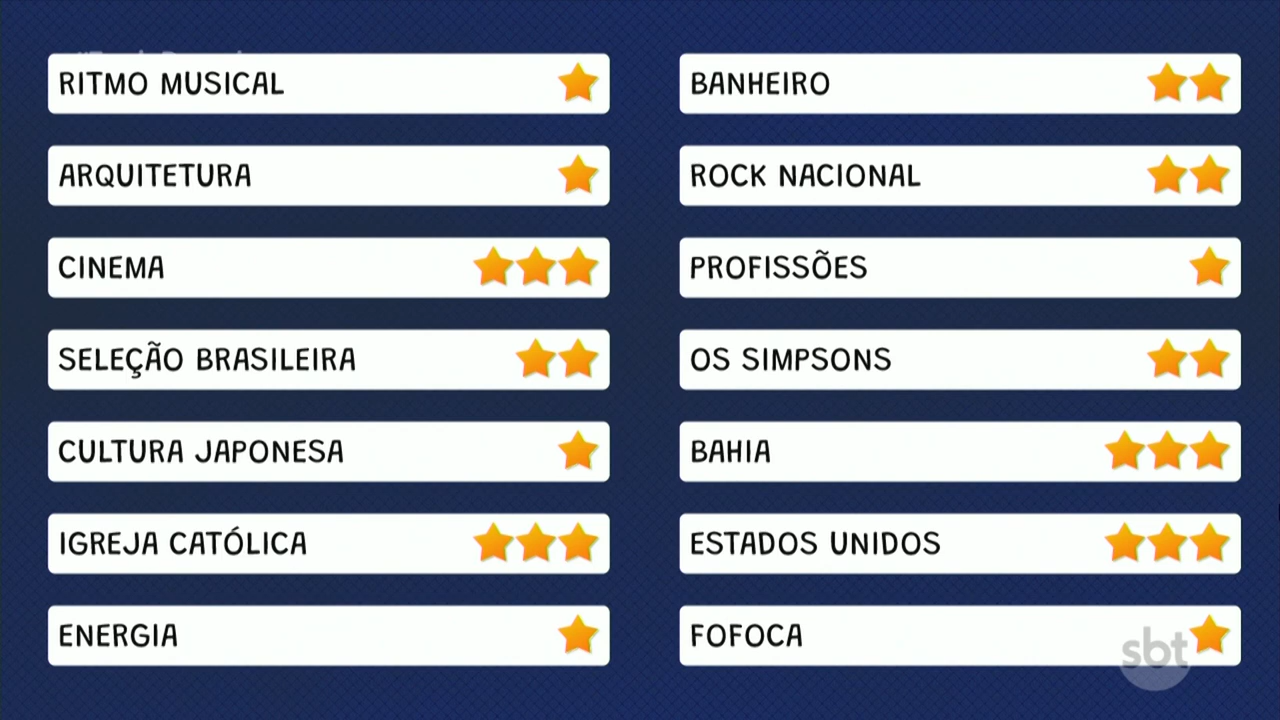 RITMO MUSICAL
ARQUITETURA
CINEMA
SELEÇÃO BRASILEIRA
CULTURA JAPONESA
IGREJA CATÓLICA
ENERGIA
BANHEIRO
ROCK NACIONAL
PROFISSÕES
OS SIMPSONS
BAHIA
ESTADOS UNIDOS
FOFOCA
sbt